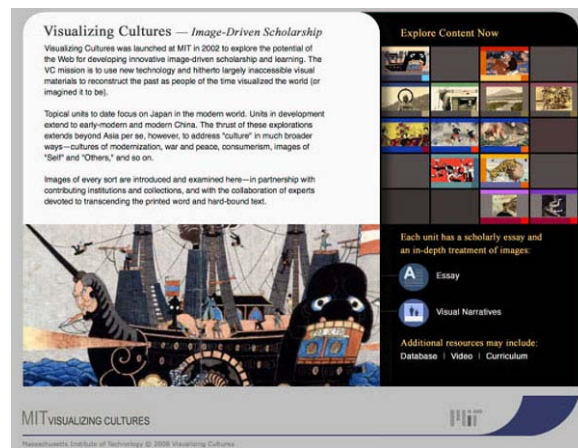 Visualizing Cultures — Image-Driven Scholarship
Visualizing Cultures was launched at MIT in 2002 to explore the potential of
the Web for developing innovative image-driven scholarship and learning. The
VC mission is to use new technology and hitherto largely inaccessible visual
materials to reconstruct the past as people of the time visualized the world (or
imagined it to be).
Topical units to date focus on Japan in the modern world. Units in development
extend to early-modern and modern China. The thrust of these explorations
extends beyond Asia per se, however, to address "culture" in much broader
ways—cultures of modernization, war and peace, consumerism, images of
"Self" and "Others," and so on.
Images of every sort are introduced and examined here—in partnership with
contributing institutions and collections, and with the collaboration of experts
devoted to transcending the printed word and hard-bound text.
Explore Content Now
Each unit has a scholarly essay and
an in-depth treatment of images:
A Essay
Visual Narratives
Additional resources may include:
Database | Video | Curriculum
MIT VISUALIZING CULTURES
Massachusetts Institute of Technology © 2008 Visualizing Cultures